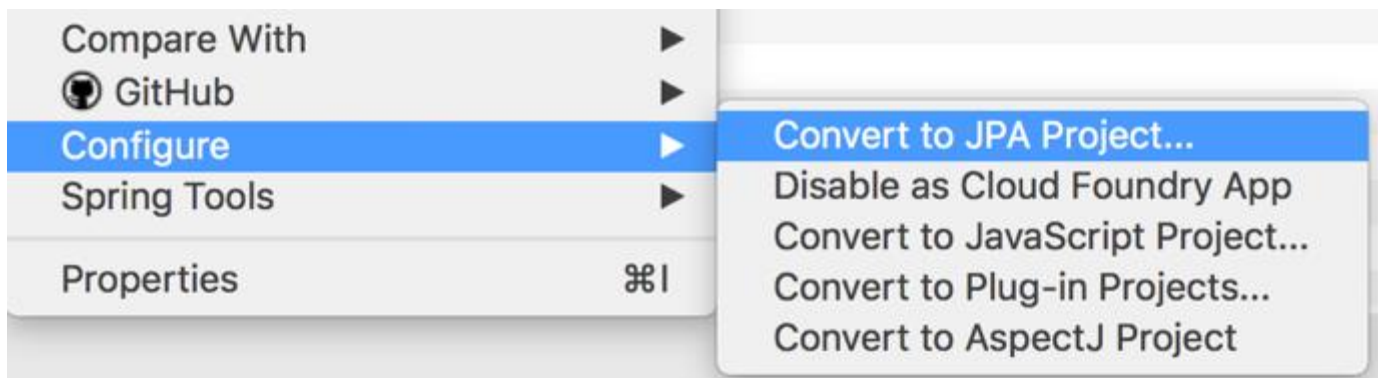 Compare With
GitHub
Configure
Spring Tools
Properties ⌘I
Convert to JPA Project...
Disable as Cloud Foundry App
Convert to JavaScript Project...
Convert to Plug-in Projects...
Convert to AspectJ Project